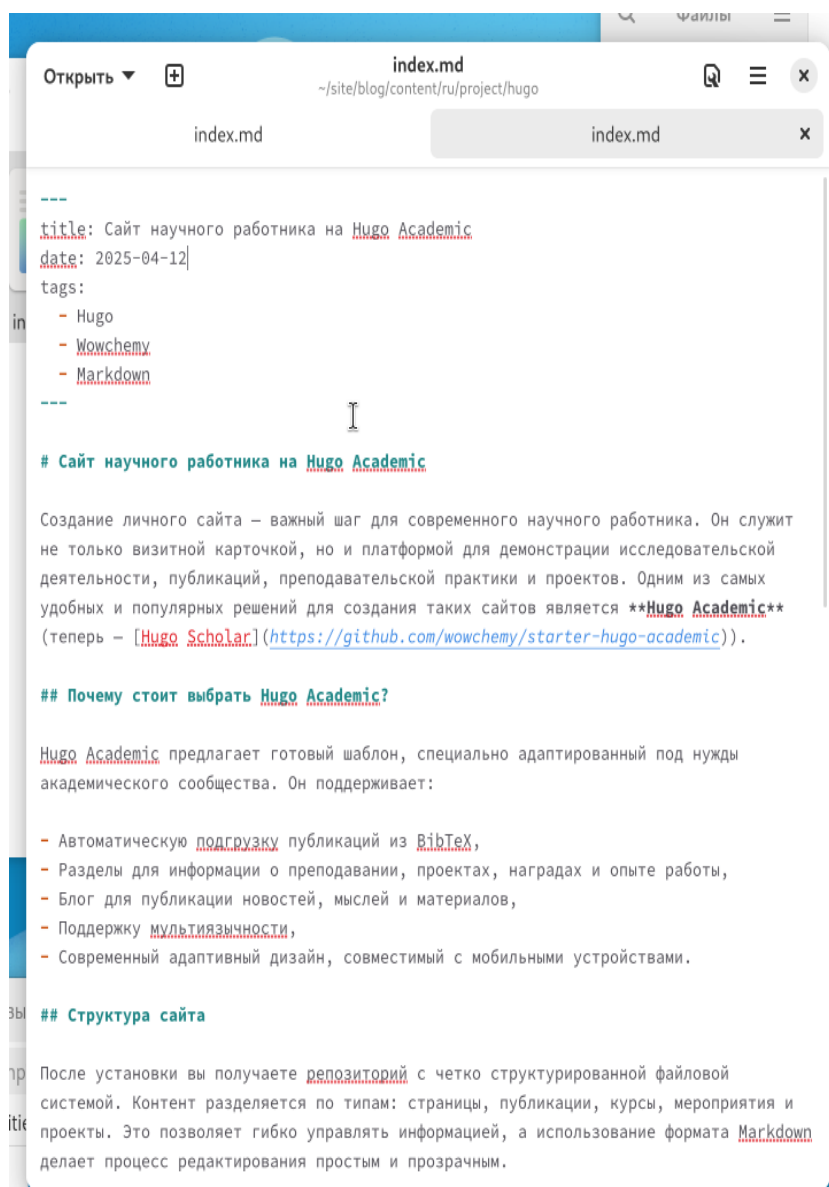 Файлы
Открыть
index.md
~/site/blog/content/ru/project/hugo
index.md
index.md
---
title: Сайт научного работника на Hugo Academic
date: 2025-04-12
tags:
- Hugo
- Wowchemy
- Markdown
---
# Сайт научного работника на Hugo Academic
Создание личного сайта — важный шаг для современного научного работника. Он служит
не только визитной карточкой, но и платформой для демонстрации исследовательской
деятельности, публикаций, преподавательской практики и проектов. Одним из самых
удобных и популярных решений для создания таких сайтов является **Hugo Academic**
(теперь — [Hugo Scholar](https://github.com/wowchemy/starter-hugo-academic)).
## Почему стоит выбрать Hugo Academic?
Hugo Academic предлагает готовый шаблон, специально адаптированный под нужды
академического сообщества. Он поддерживает:
- Автоматическую подгрузку публикаций из BibTeX,
- Разделы для информации о преподавании, проектах, наградах и опыте работы,
- Блог для публикации новостей, мыслей и материалов,
- Поддержку мультиязычности,
- Современный адаптивный дизайн, совместимый с мобильными устройствами.
## Структура сайта
После установки вы получаете репозиторий с четко структурированной файловой
системой. Контент разделяется по типам: страницы, публикации, курсы, мероприятия и
проекты. Это позволяет гибко управлять информацией, а использование формата Markdown
делает процесс редактирования простым и прозрачным.